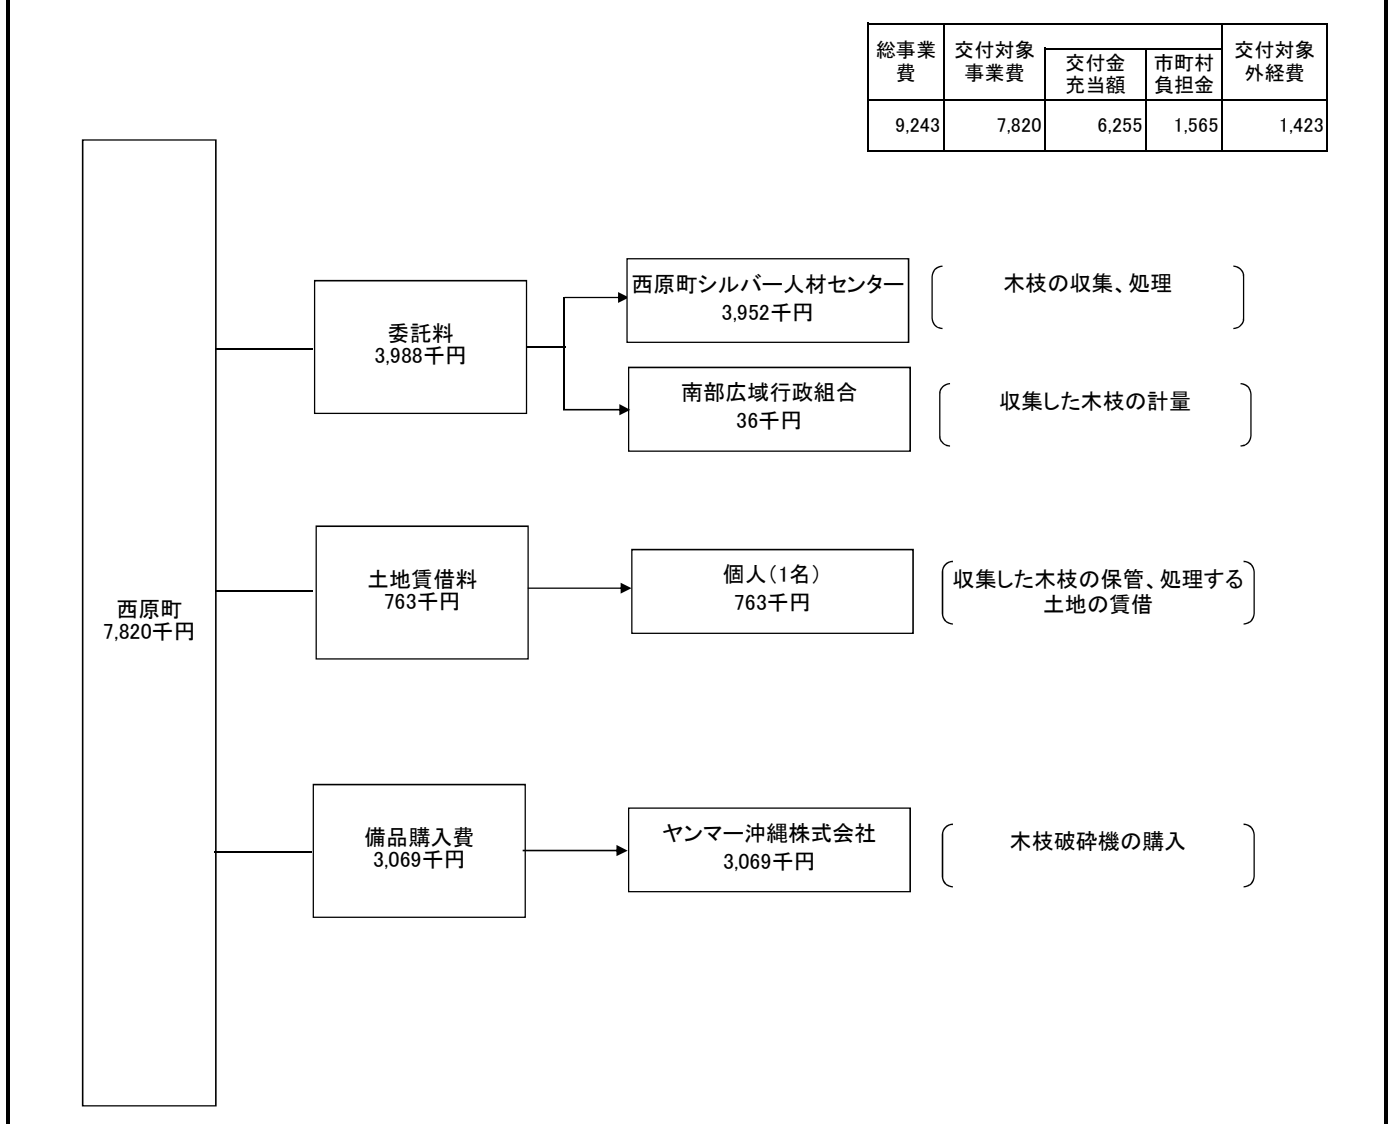 総事業
費
交付対象
事業費
交付金
充当額
市町村
負担金
交付対象
外経費
9,243
7,820
6,255
1,565
1,423
西原町
7,820千円
委託料
3,988千円
西原町シルバー人材センター
3,952千円
木枝の収集、処理
南部広域行政組合
36千円
収集した木枝の計量
土地賃借料
763千円
個人(1名)
763千円
収集した木枝の保管、処理する
土地の賃借
備品購入費
3,069千円
ヤンマー沖縄株式会社
3,069千円
木枝破砕機の購入